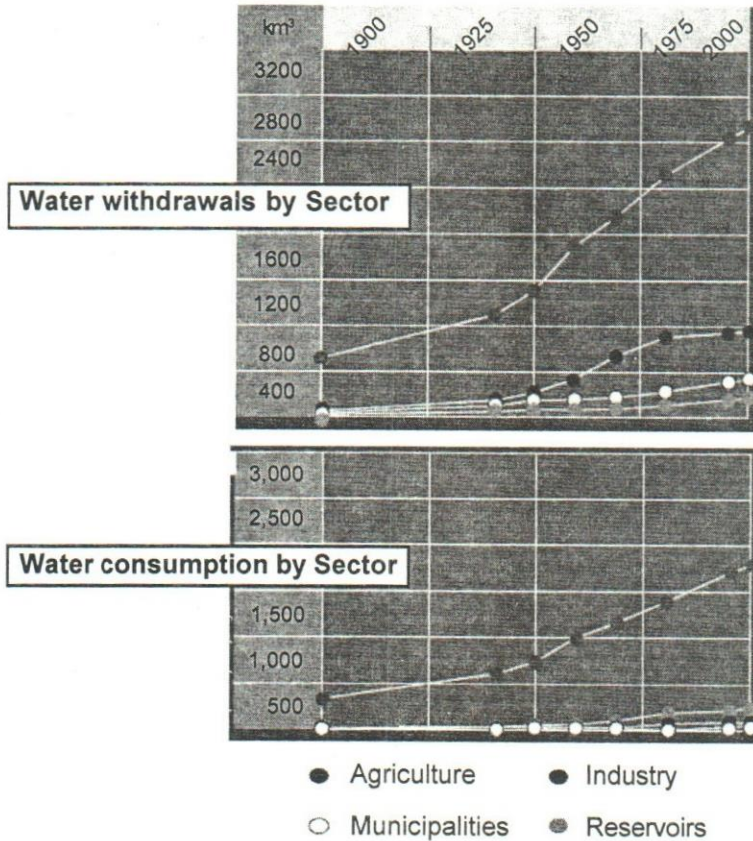 km³ 1900 1925 1950 1975 2000
3200
2800
2400
Water withdrawals by Sector
1600
1200
800
400
3,000
2,500
Water consumption by Sector
1,500
1,000
500
Agriculture Industry
Municipalities Reservoirs